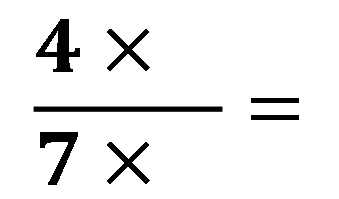 4 ×
=
7 ×